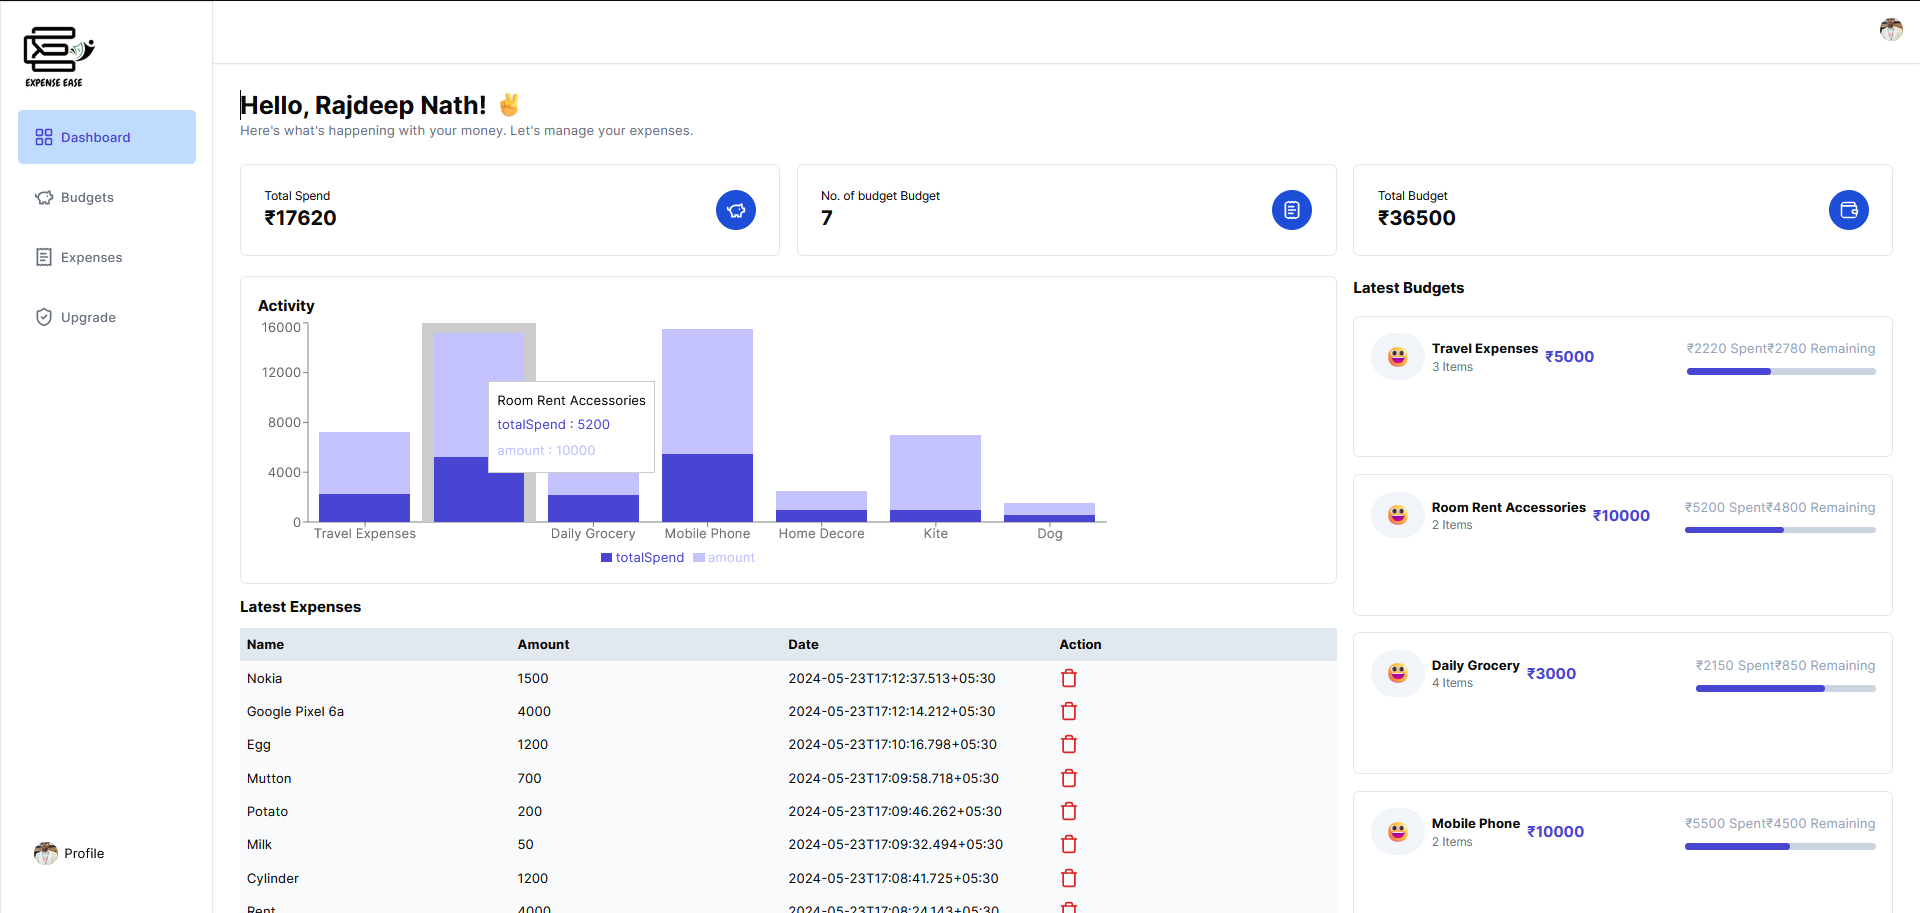 EXPENSE EASE
Dashboard
Budgets
Expenses
Upgrade
Profile
Hello, Rajdeep Nath! ✌️
Here's what's happening with your money. Let's manage your expenses.
Total Spend
₹17620
No. of budget Budget
7
Total Budget
₹36500
Activity
16000
12000
8000
4000
0
Room Rent Accessories
totalSpend : 5200
amount : 10000
Travel Expenses Daily Grocery Mobile Phone Home Decore Kite Dog
totalSpend amount
Latest Expenses
Name Amount Date Action
Nokia 1500 2024-05-23T17:12:37.513+05:30
Google Pixel 6a 4000 2024-05-23T17:12:14.212+05:30
Egg 1200 2024-05-23T17:10:16.798+05:30
Mutton 700 2024-05-23T17:09:58.718+05:30
Potato 200 2024-05-23T17:09:46.262+05:30
Milk 50 2024-05-23T17:09:32.494+05:30
Cylinder 1200 2024-05-23T17:08:41.725+05:30
Rent 4000 2024-05-23T17:08:24.143+05:30
Latest Budgets
Travel Expenses ₹5000 ₹2220 Spent₹2780 Remaining
3 Items
Room Rent Accessories ₹10000 ₹5200 Spent₹4800 Remaining
2 Items
Daily Grocery ₹3000 ₹2150 Spent₹850 Remaining
4 Items
Mobile Phone ₹10000 ₹5500 Spent₹4500 Remaining
2 Items